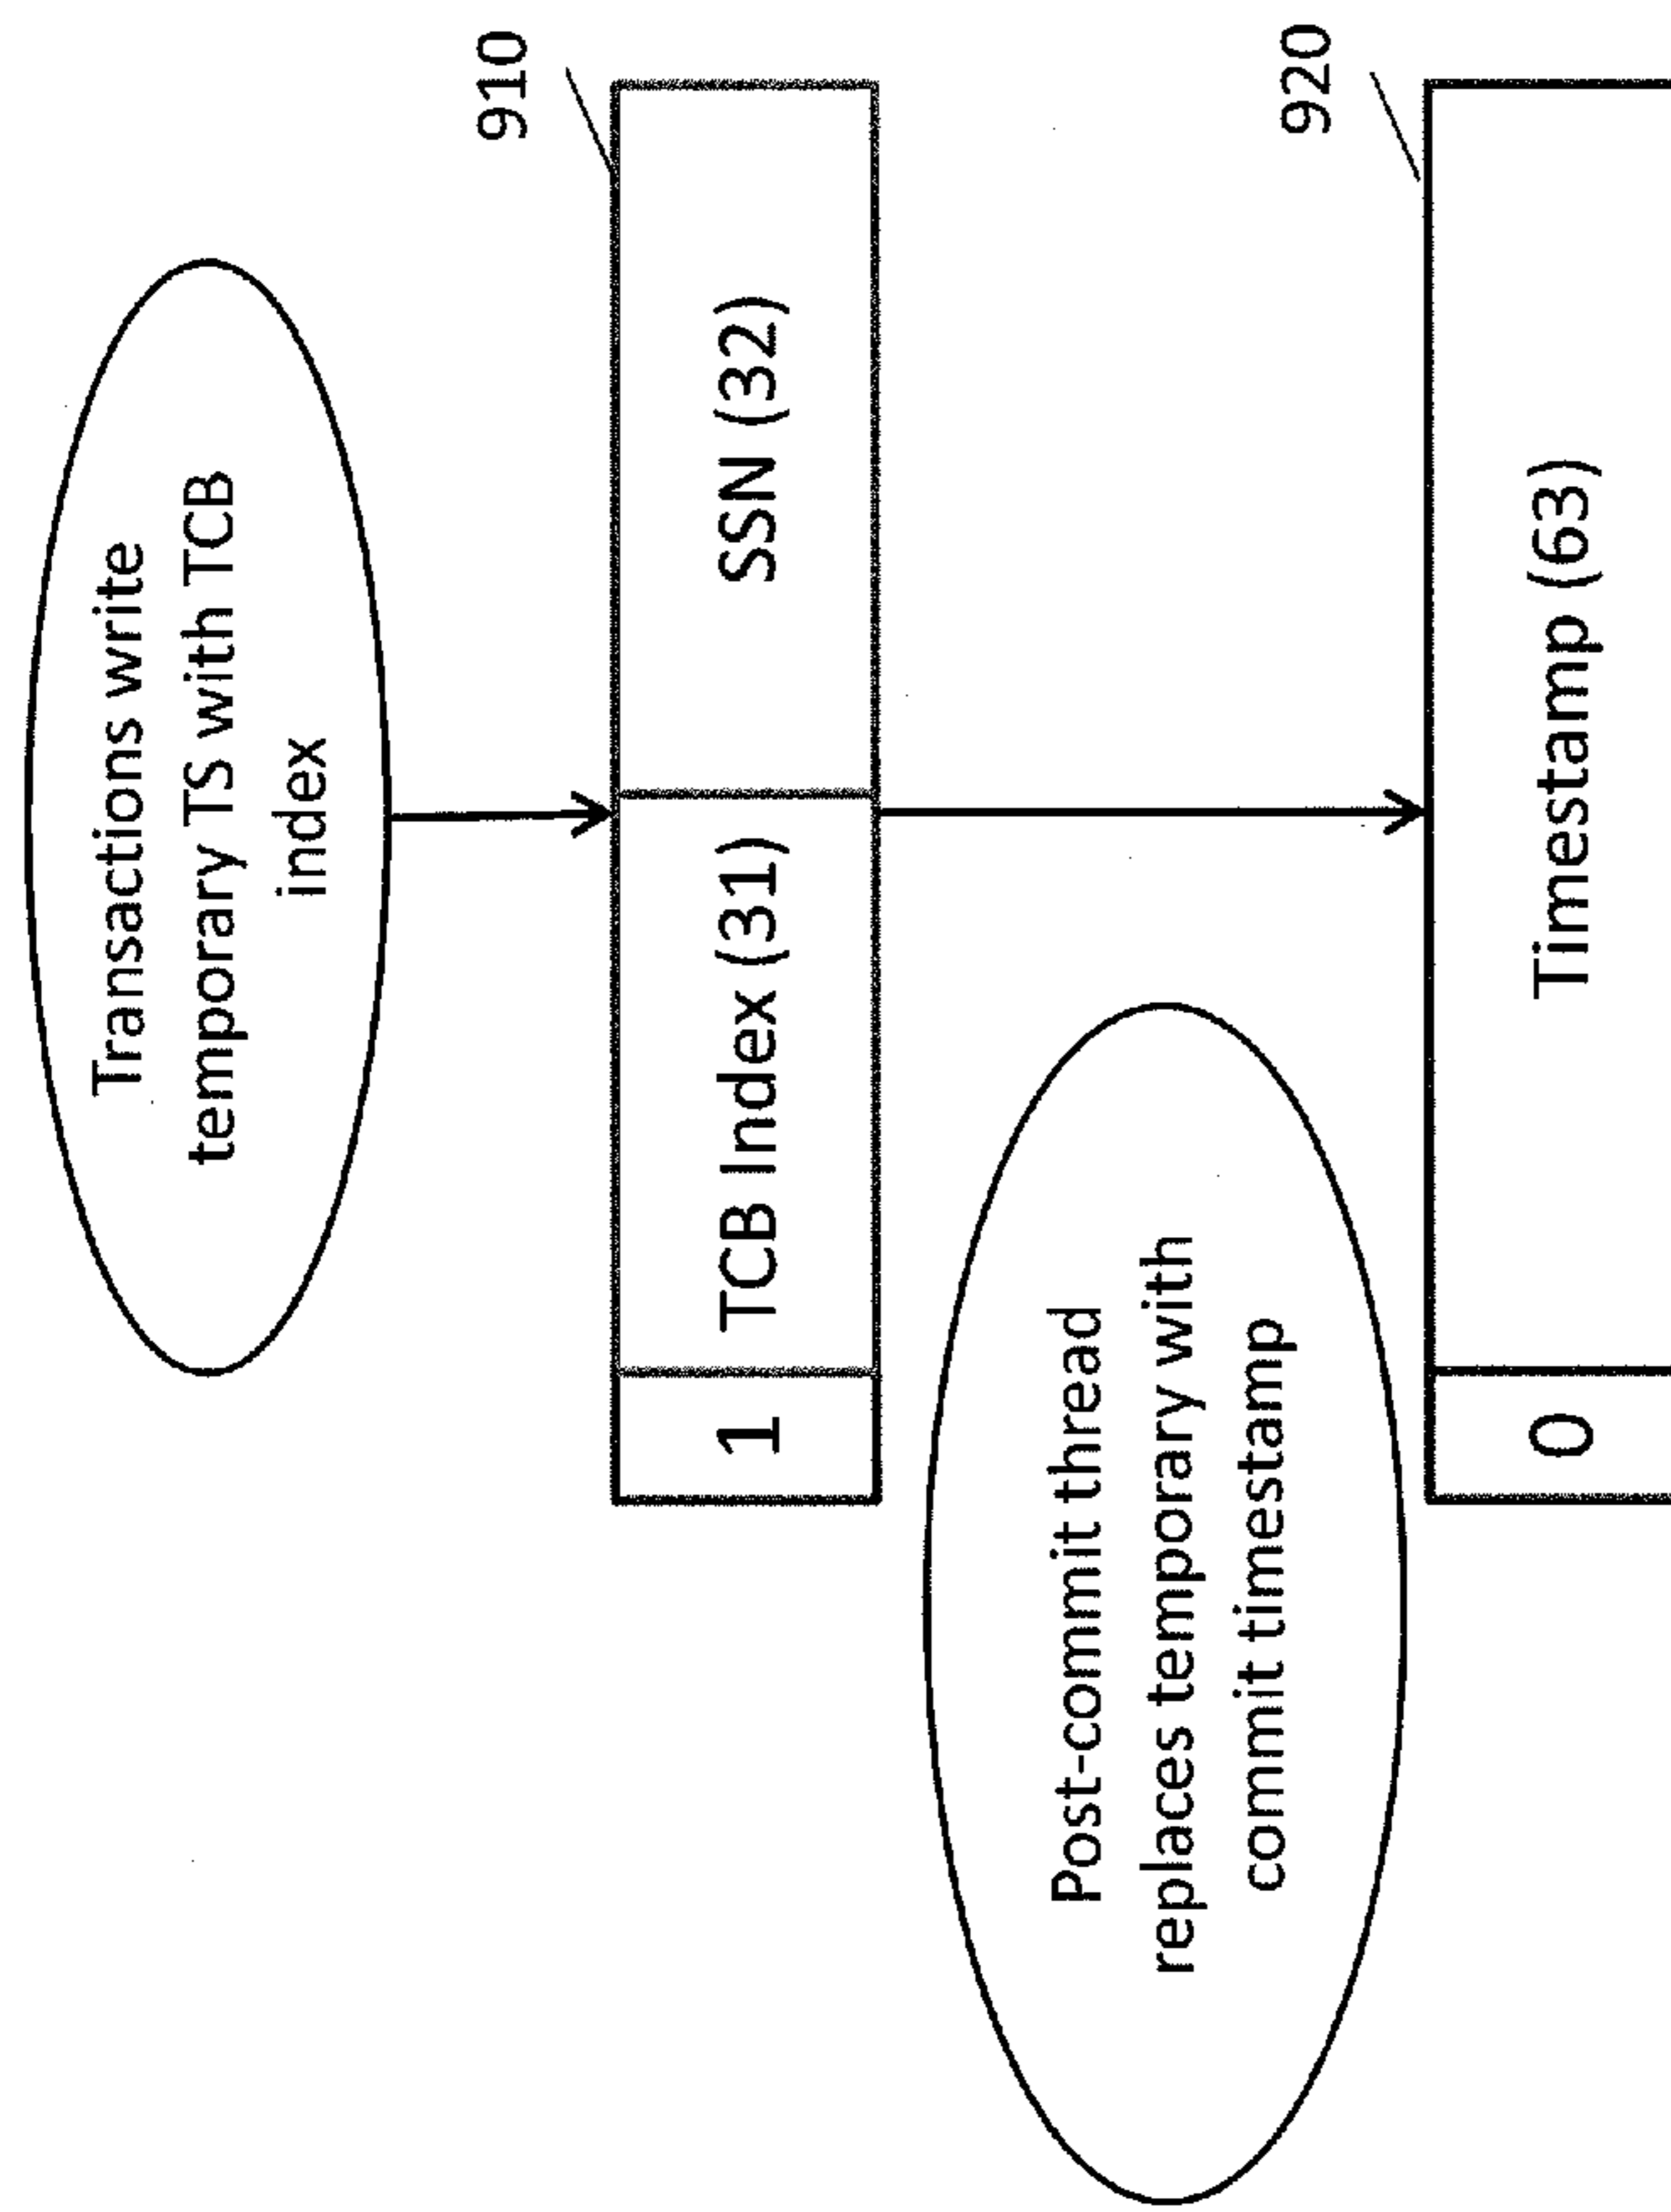 Transactions write
temporary TS with TCB
index
910
1
TCB Index (31)
SSN (32)
Post-commit thread
replaces temporary with
commit timestamp
920
0
Timestamp (63)